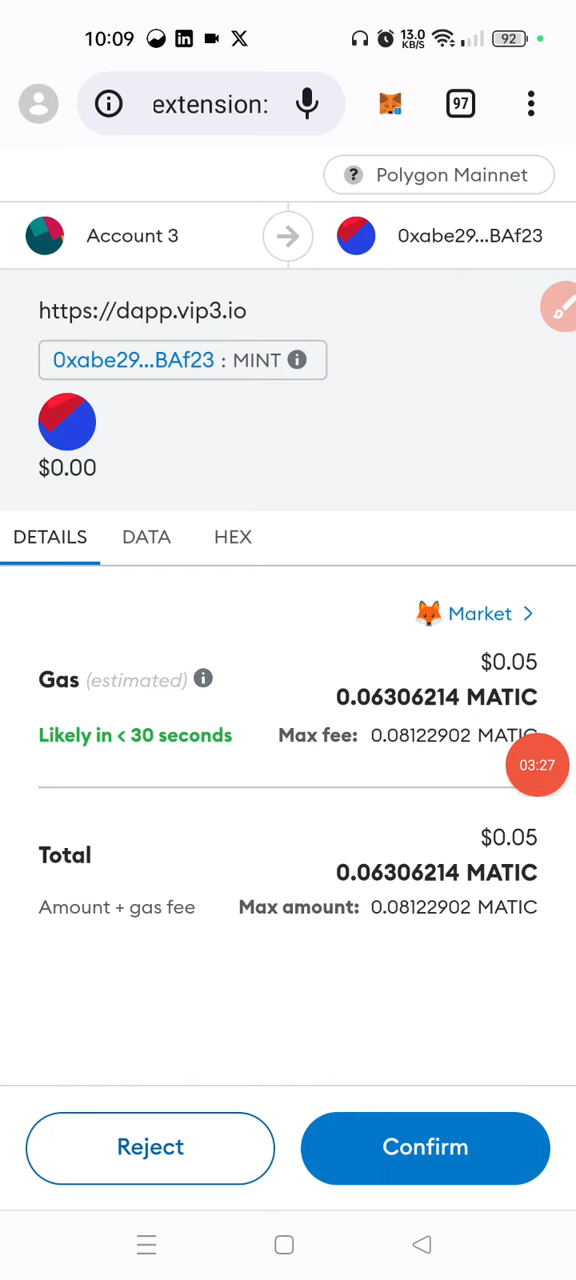 10:09 13.0 KB/S 92
extension: 97
? Polygon Mainnet
Account 3 0xabe29...BAf23
https://dapp.vip3.io
0xabe29...BAf23 : MINT
$0.00
DETAILS DATA HEX
Market >
$0.05
Gas (estimated) 0.06306214 MATIC
Likely in < 30 seconds Max fee: 0.08122902 MATIC
03:27
$0.05
Total 0.06306214 MATIC
Amount + gas fee Max amount: 0.08122902 MATIC
Reject Confirm